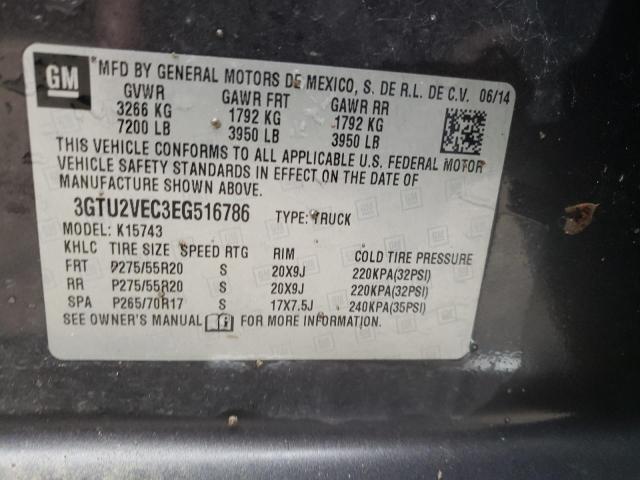 GM
MFD BY GENERAL MOTORS DE MEXICO, S. DE R.L. DE C.V. 06/14
GVWR GAWR FRT GAWR RR
3266 KG 1792 KG 1792 KG
7200 LB 3950 LB 3950 LB
THIS VEHICLE CONFORMS TO ALL APPLICABLE U.S. FEDERAL MOTOR
VEHICLE SAFETY STANDARDS IN EFFECT ON THE DATE OF
MANUFACTURE SHOWN ABOVE.
3GTU2VEC3EG516786 TYPE: TRUCK
MODEL: K15743
KHLC TIRE SIZE SPEED RTG RIM COLD TIRE PRESSURE
FRT P275/55R20 S 20X9J 220KPA(32PSI)
RR P275/55R20 S 20X9J 220KPA(32PSI)
SPA P265/70R17 S 17X7.5J 240KPA(35PSI)
SEE OWNER'S MANUAL FOR MORE INFORMATION.